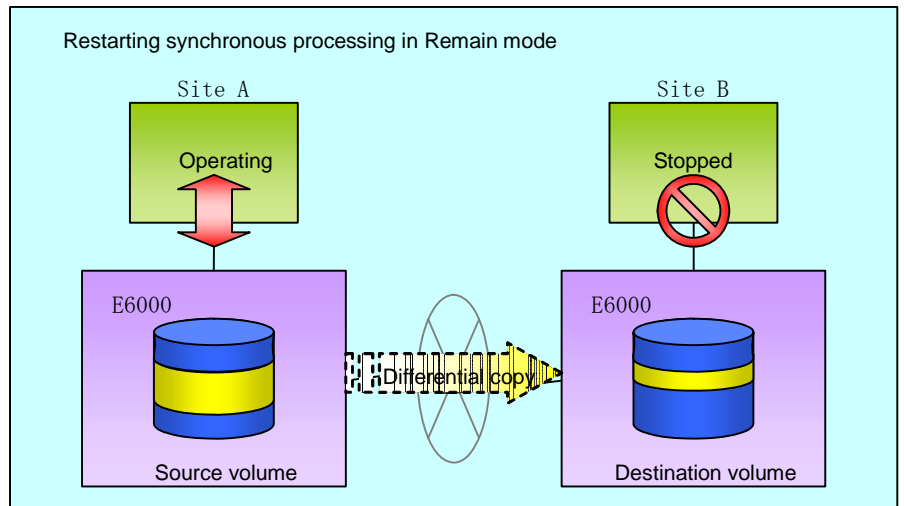 Restarting synchronous processing in Remain mode
Site A
Site B
Operating
Stopped
E6000
E6000
Differential copy
Source volume
Destination volume